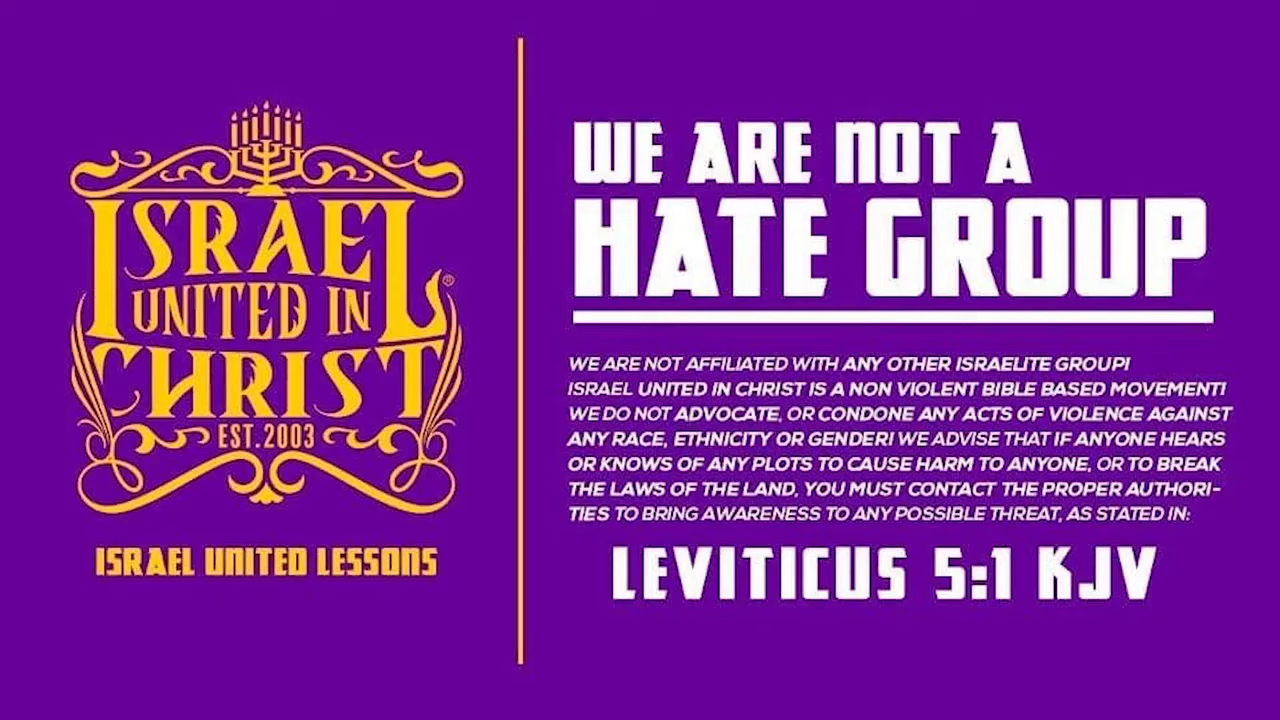 ISRAEL
UNITED IN
CHRIST
EST.2003
ISRAEL UNITED LESSONS
WE ARE NOT A
HATE GROUP
WE ARE NOT AFFILIATED WITH ANY OTHER ISRAELITE GROUP!
ISRAEL UNITED IN CHRIST IS A NON VIOLENT BIBLE BASED MOVEMENT!
WE DO NOT ADVOCATE, OR CONDONE ANY ACTS OF VIOLENCE AGAINST
ANY RACE, ETHNICITY OR GENDER! WE ADVISE THAT IF ANYONE HEARS
OR KNOWS OF ANY PLOTS TO CAUSE HARM TO ANYONE, OR TO BREAK
THE LAWS OF THE LAND, YOU MUST CONTACT THE PROPER AUTHORI-
TIES TO BRING AWARENESS TO ANY POSSIBLE THREAT, AS STATED IN:
LEVITICUS 5:1 KJV